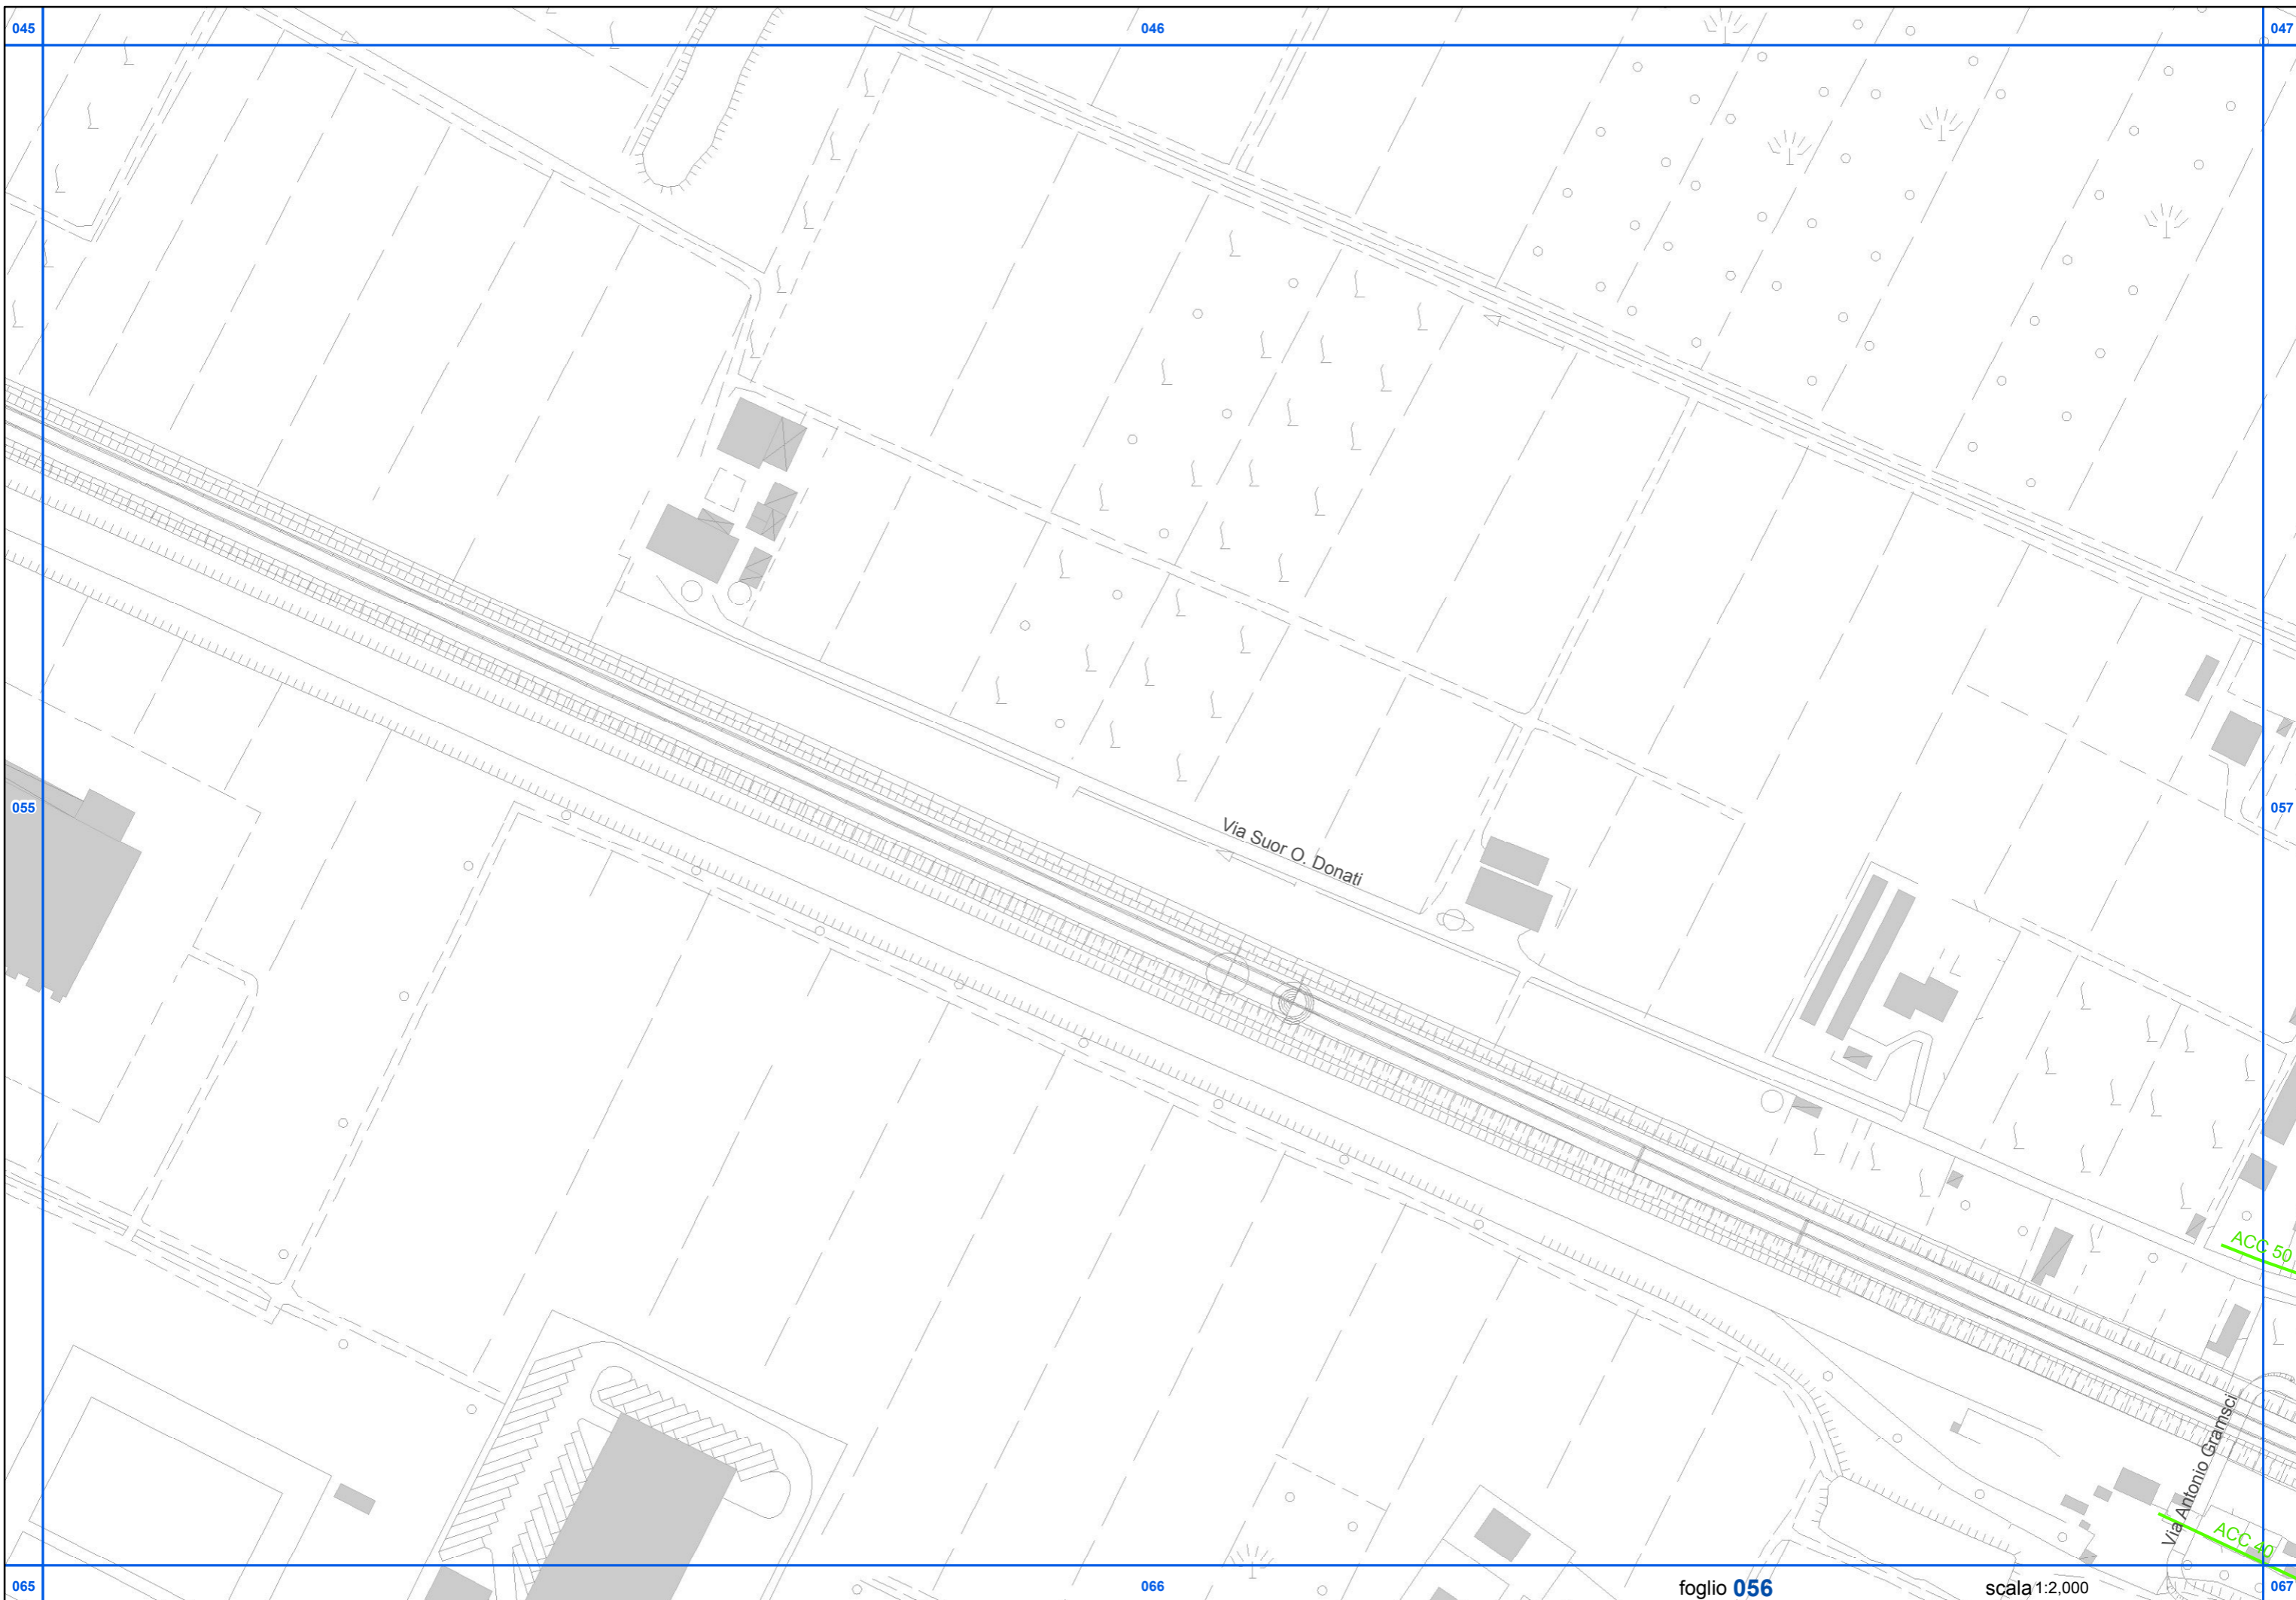 045
046
047
055
Via Suor O. Donati
057
ACC 50
Via Antonio Gramsci
ACC 40
065
066
foglio 056
scala 1:2,000
067